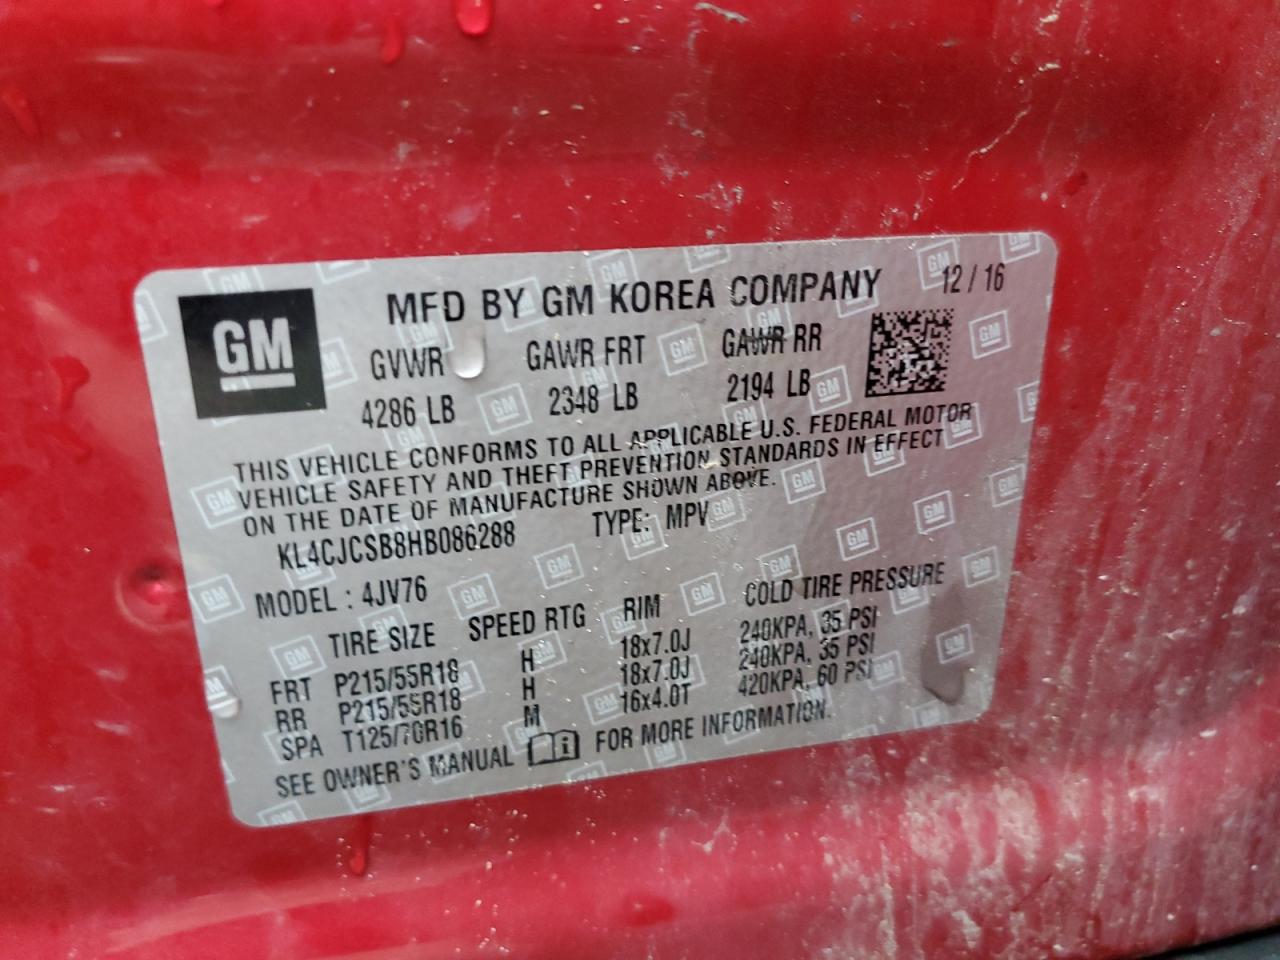 GM
MFD BY GM KOREA COMPANY 12/16
GVWR GAWR FRT GAWR RR
4286 LB 2348 LB 2194 LB
THIS VEHICLE CONFORMS TO ALL APPLICABLE U.S. FEDERAL MOTOR
VEHICLE SAFETY AND THEFT PREVENTION STANDARDS IN EFFECT
ON THE DATE OF MANUFACTURE SHOWN ABOVE.
KL4CJCSB8HB086288 TYPE: MPV
MODEL : 4JV76
TIRE SIZE SPEED RTG RIM COLD TIRE PRESSURE
FRT P215/55R18 H 18x7.0J 240KPA, 35 PSI
RR P215/55R18 H 18x7.0J 240KPA, 35 PSI
SPA T125/70R16 M 16x4.0T 420KPA, 60 PSI
SEE OWNER'S MANUAL i FOR MORE INFORMATION.